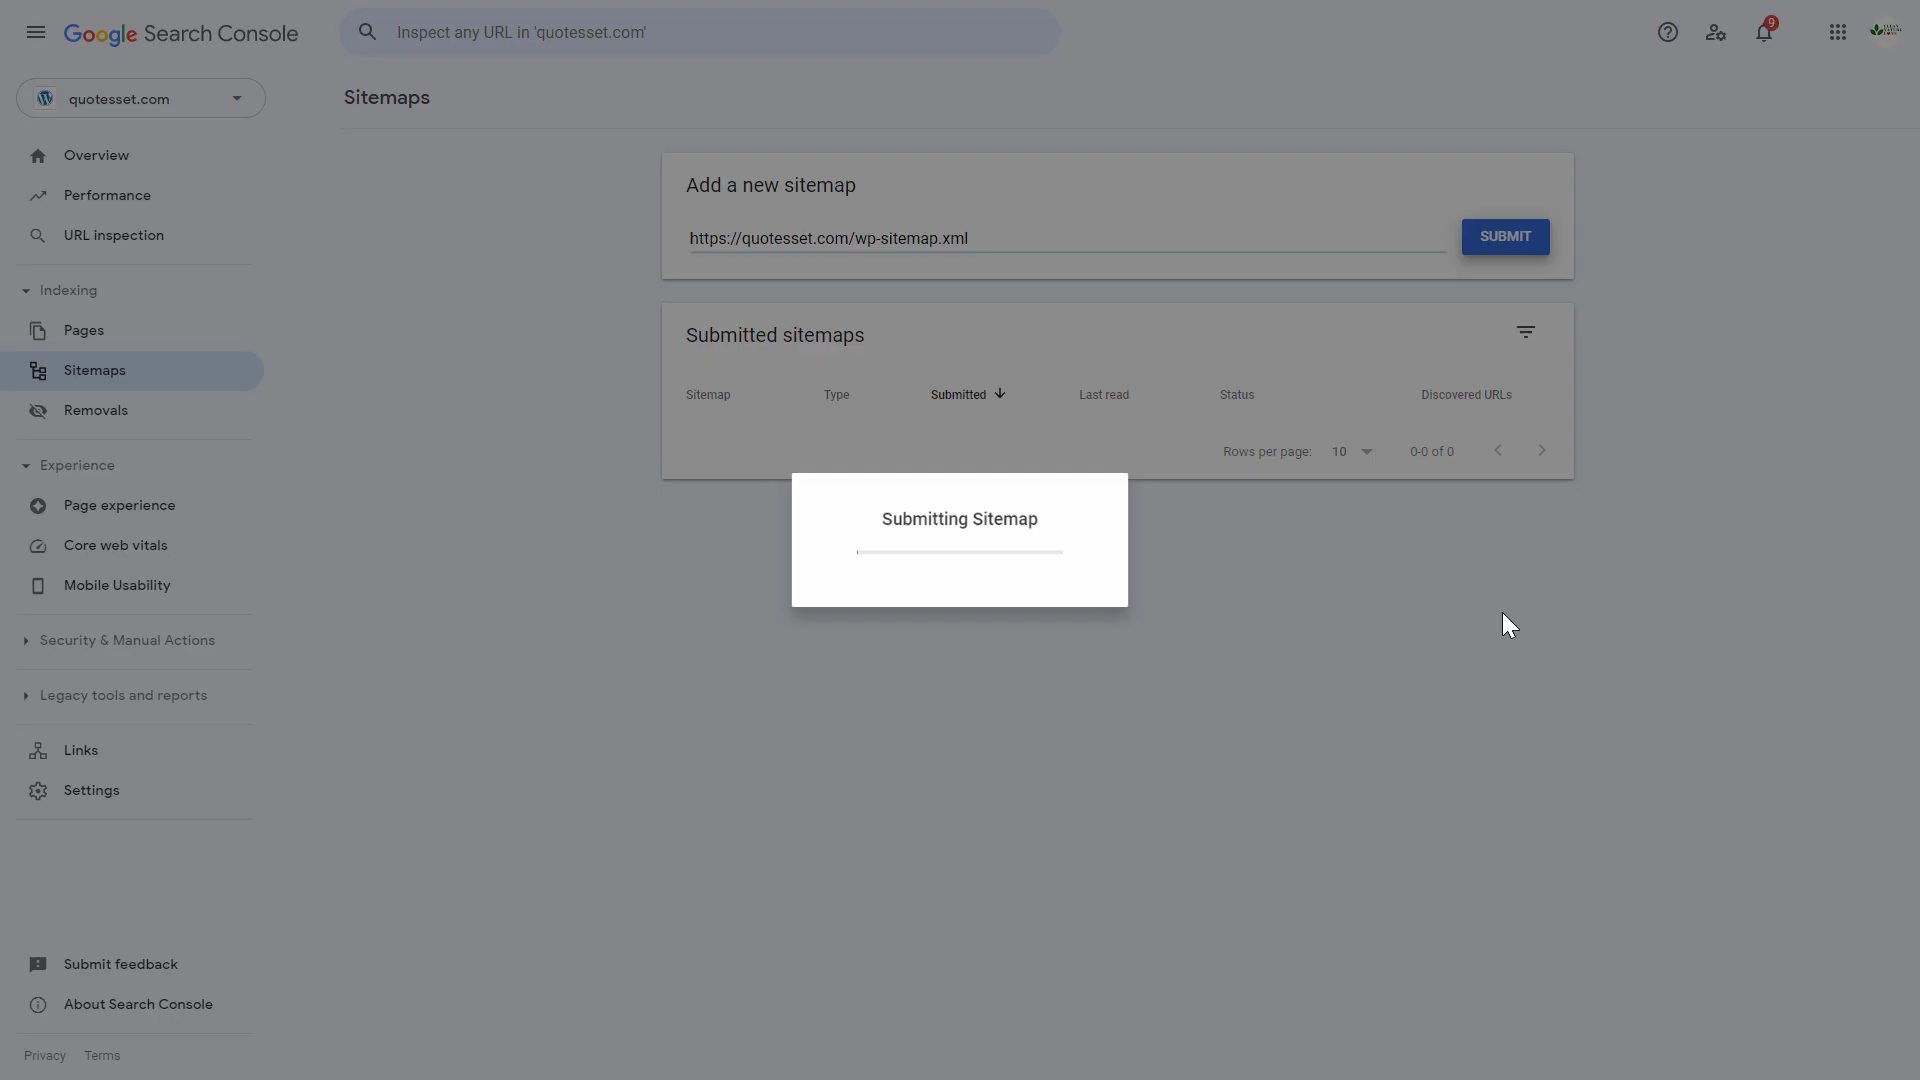 Google Search Console
Inspect any URL in 'quotesset.com'
9
quotesset.com
Sitemaps
Overview
Performance
URL inspection
Indexing
Pages
Sitemaps
Removals
Experience
Page experience
Core web vitals
Mobile Usability
Security & Manual Actions
Legacy tools and reports
Links
Settings
Submit feedback
About Search Console
Privacy Terms
Add a new sitemap
https://quotesset.com/wp-sitemap.xml
SUBMIT
Submitted sitemaps
Sitemap Type Submitted Last read Status Discovered URLs
Rows per page: 10 0-0 of 0
Submitting Sitemap